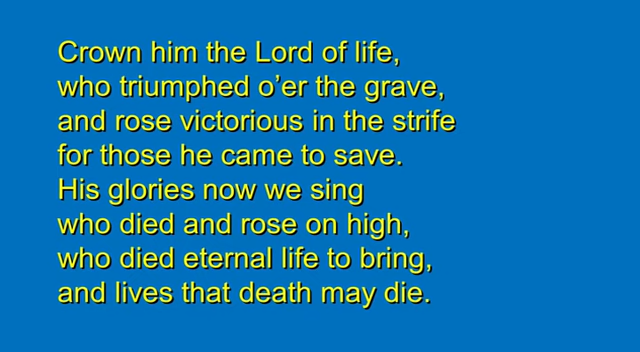 Crown him the Lord of life,
who triumphed o’er the grave,
and rose victorious in the strife
for those he came to save.
His glories now we sing
who died and rose on high,
who died eternal life to bring,
and lives that death may die.